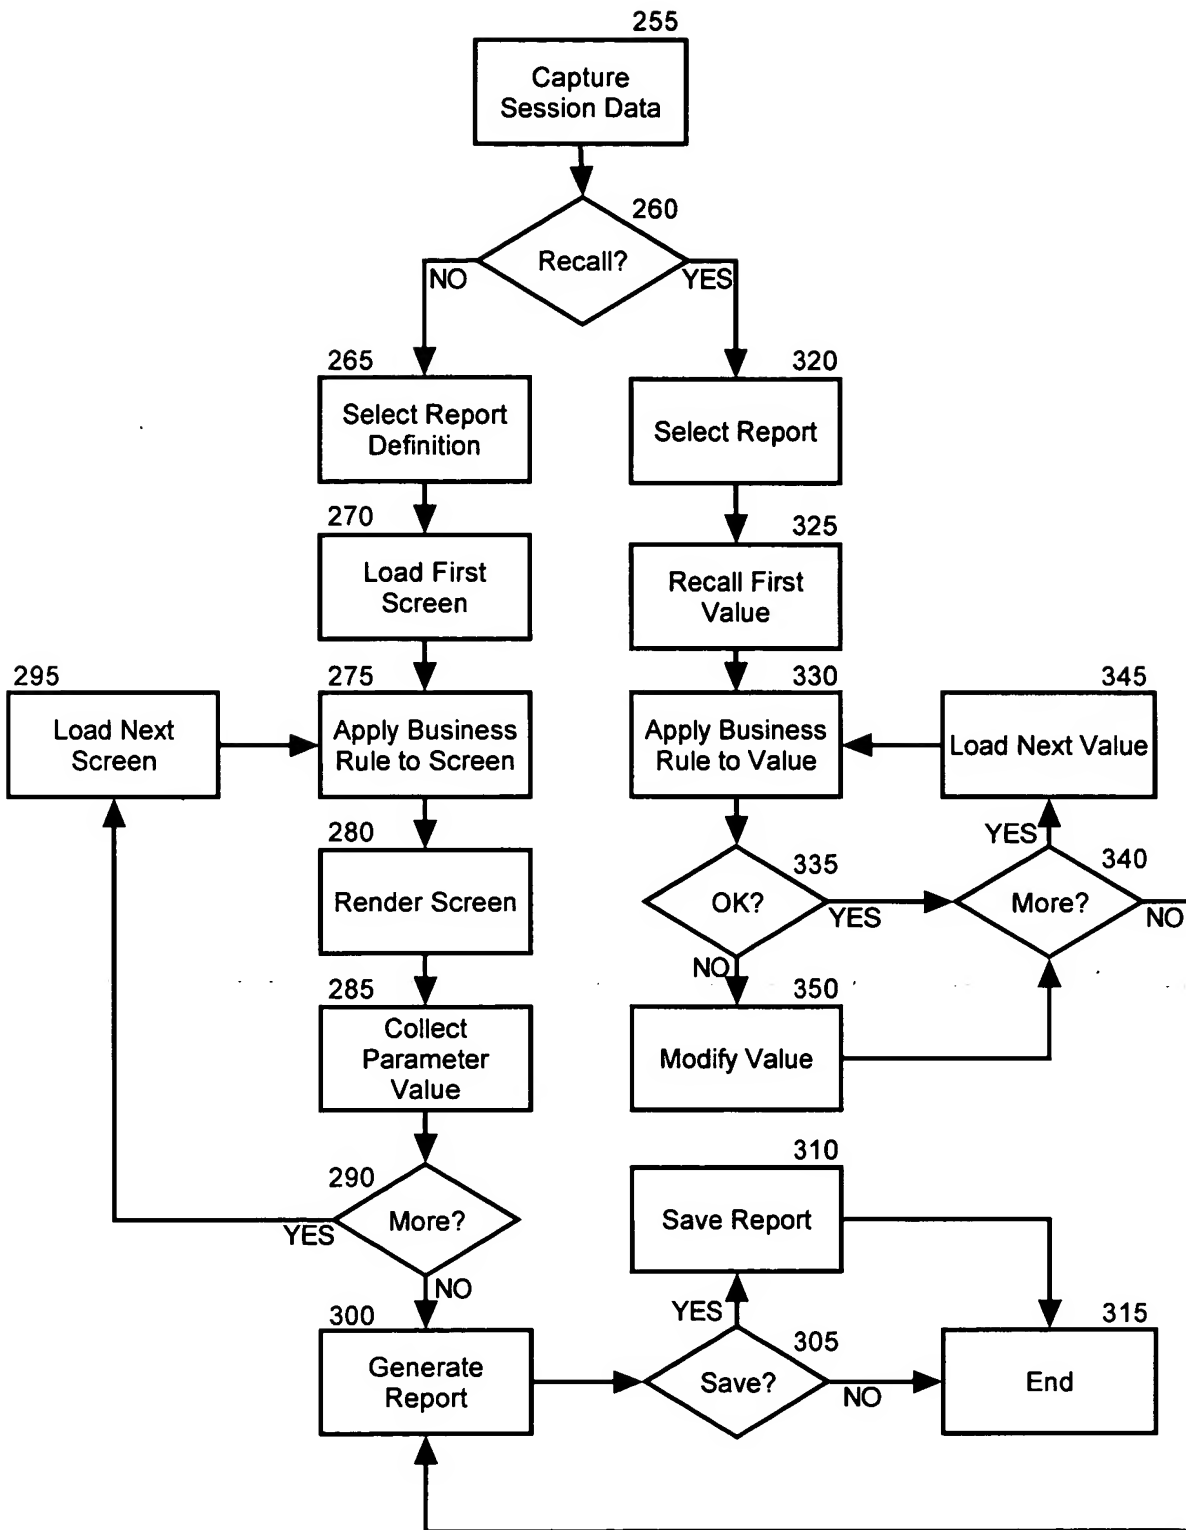 255
Capture
Session Data
260
Recall?
NO
YES
265
Select Report
Definition
320
Select Report
270
Load First
Screen
325
Recall First
Value
295
Load Next
Screen
275
Apply Business
Rule to Screen
330
Apply Business
Rule to Value
345
Load Next Value
280
Render Screen
335
OK?
YES
NO
YES
340
More?
NO
285
Collect
Parameter
Value
350
Modify Value
290
More?
YES
NO
310
Save Report
300
Generate
Report
YES
305
Save?
NO
315
End